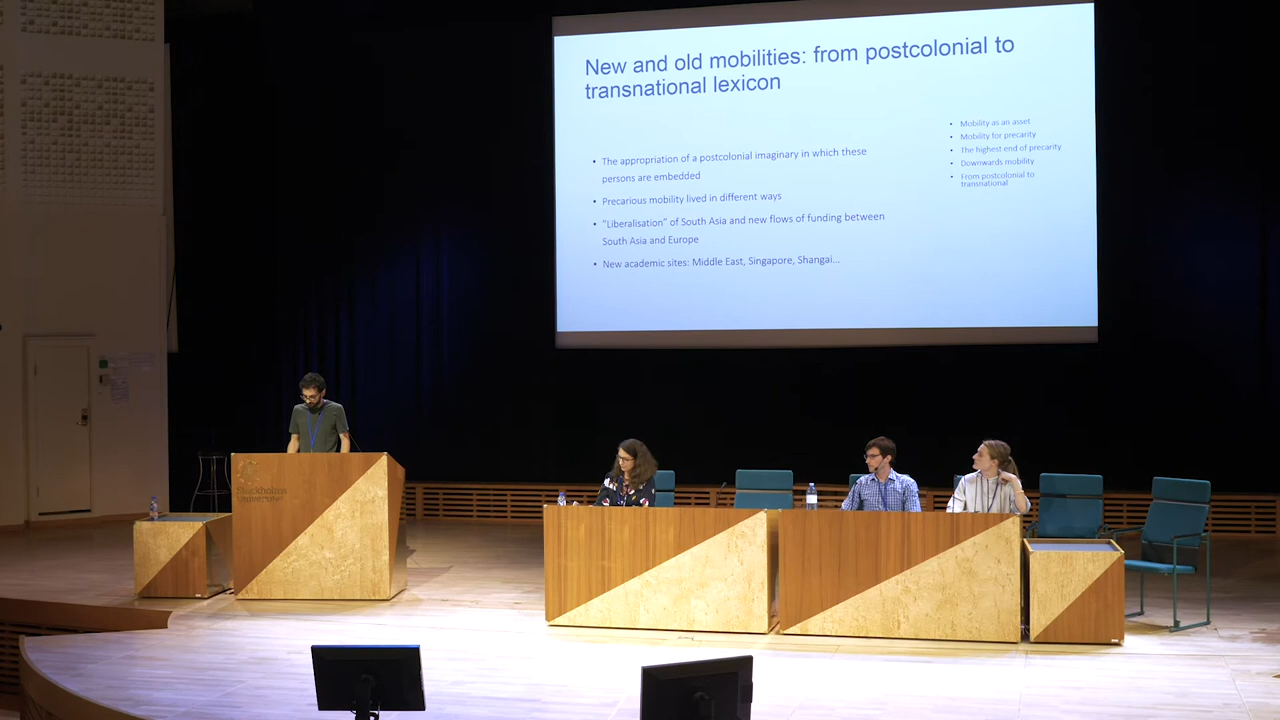 New and old mobilities: from postcolonial to
transnational lexicon
• The appropriation of a postcolonial imaginary in which these
persons are embedded
• Precarious mobility lived in different ways
• "Liberalisation" of South Asia and new flows of funding between
South Asia and Europe
• New academic sites: Middle East, Singapore, Shangai...
• Mobility as an asset
• Mobility for precarity
• The highest end of precarity
• Downwards mobility
• From postcolonial to
transnational
Stockholms
universitet